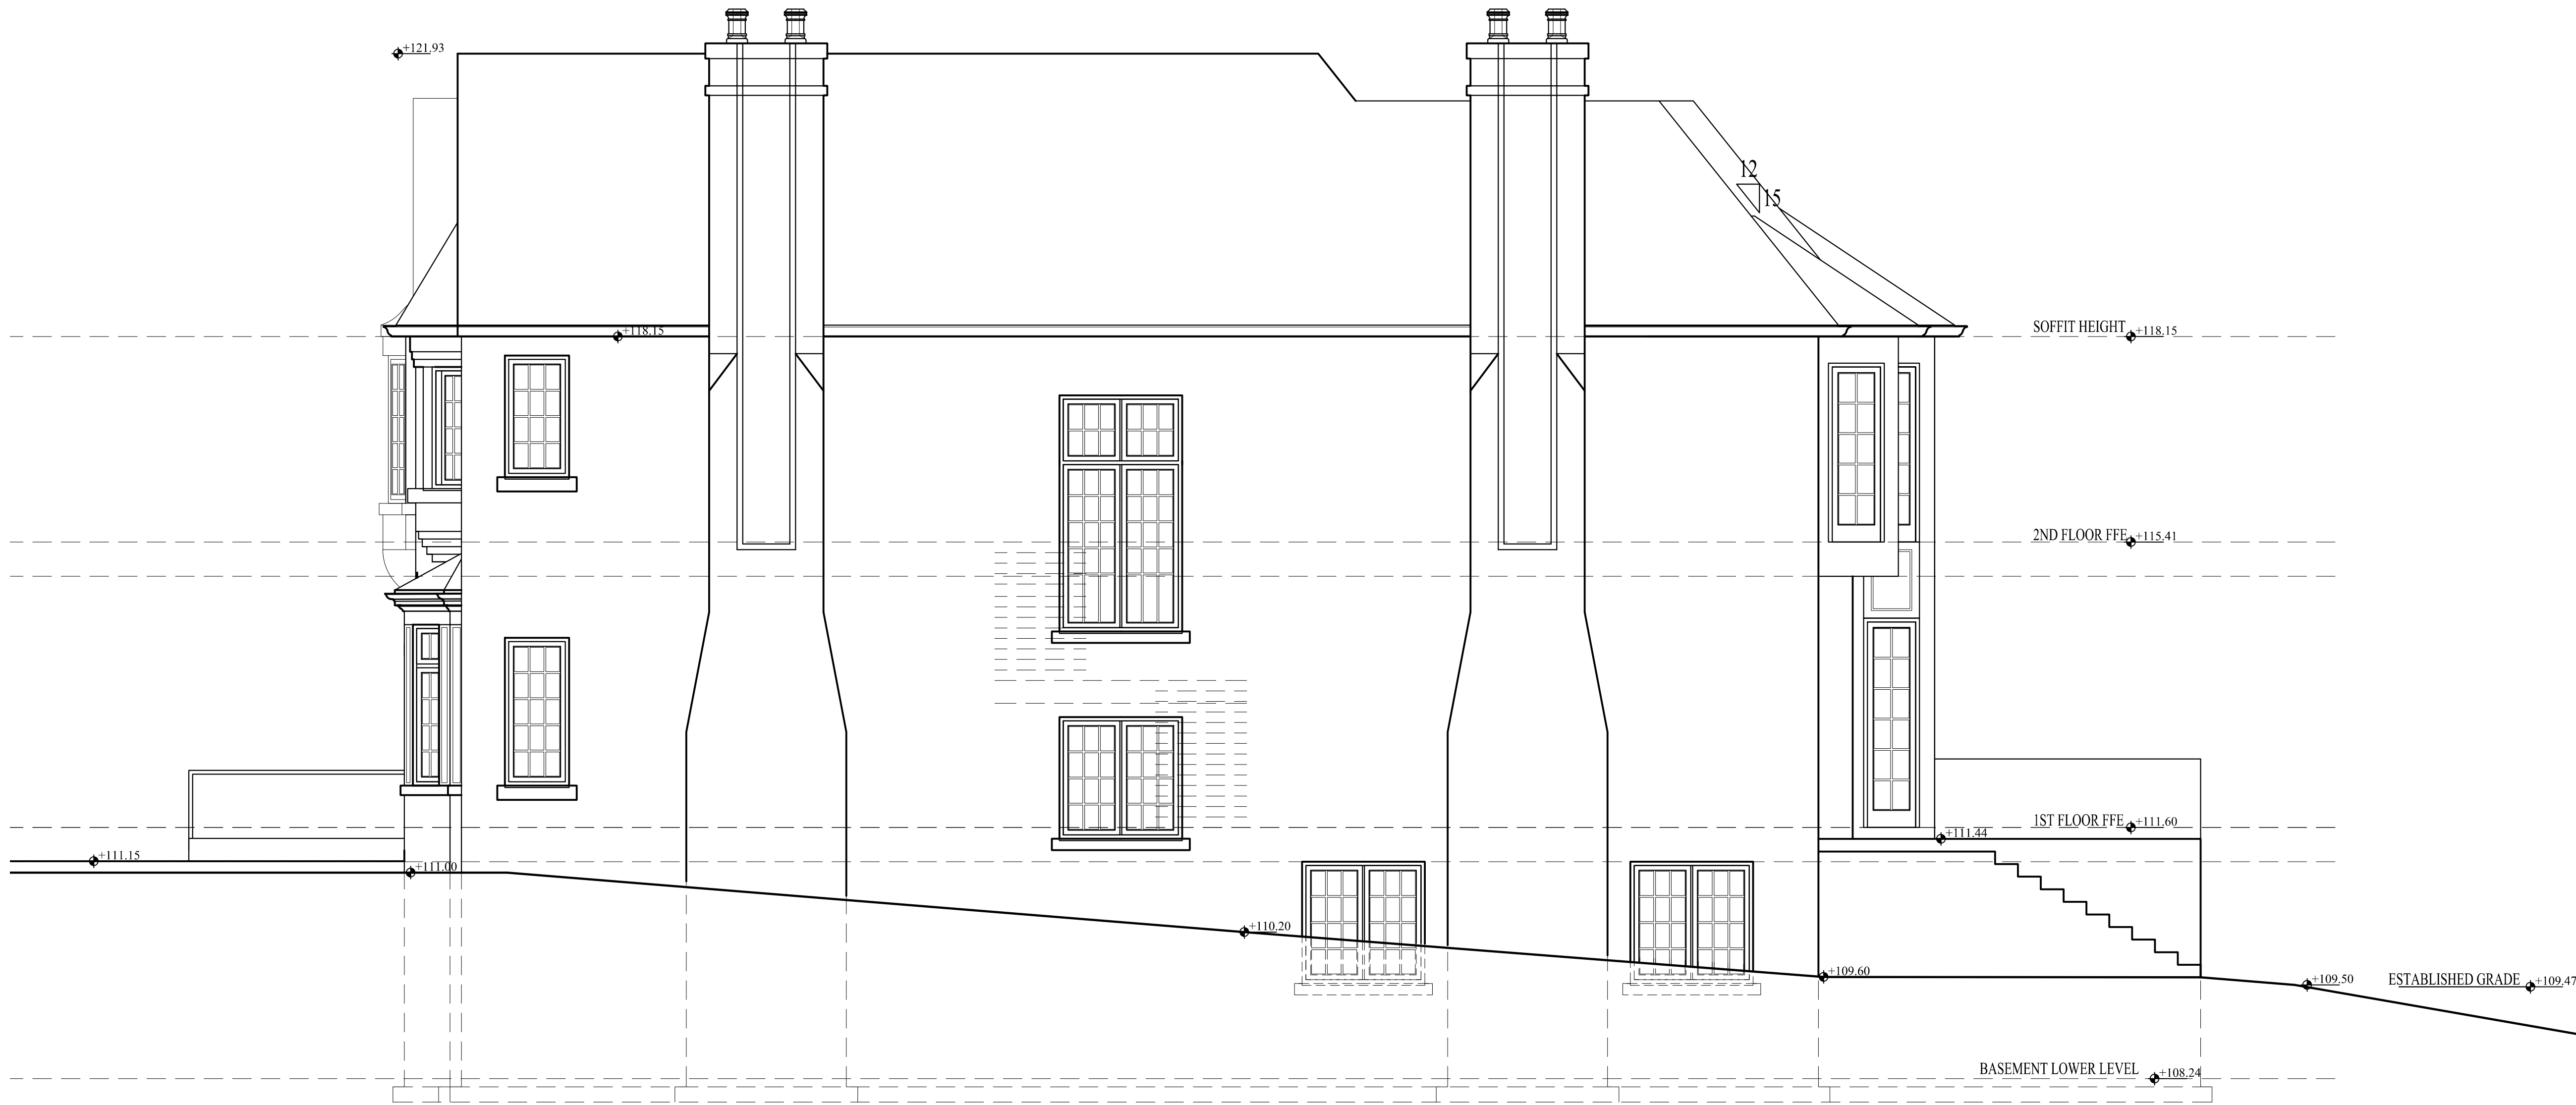 +121.93
12
15
+118.15
SOFFIT HEIGHT +118.15
2ND FLOOR FFE +115.41
1ST FLOOR FFE +111.60
+111.44
+111.15
+111.00
+110.20
+109.60
+109.50
ESTABLISHED GRADE +109.47
BASEMENT LOWER LEVEL +108.24